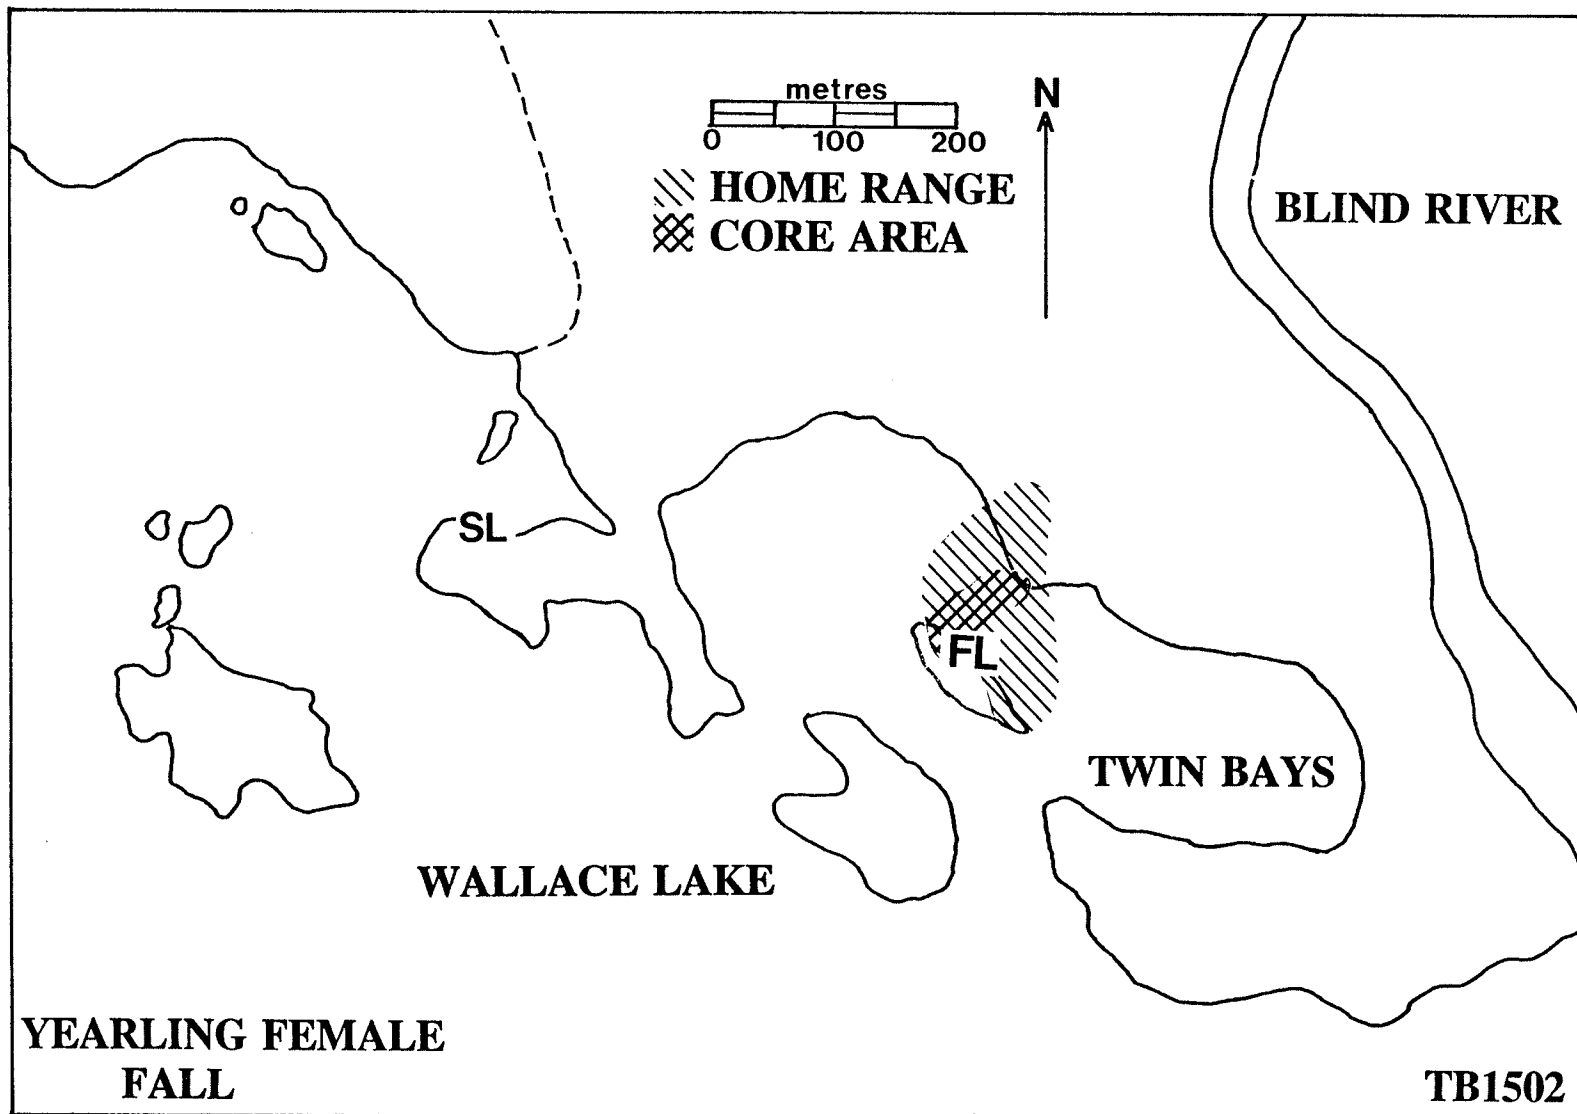 metres
0 100 200
N
HOME RANGE
CORE AREA
BLIND RIVER
SL
FL
TWIN BAYS
WALLACE LAKE
YEARLING FEMALE
FALL
TB1502